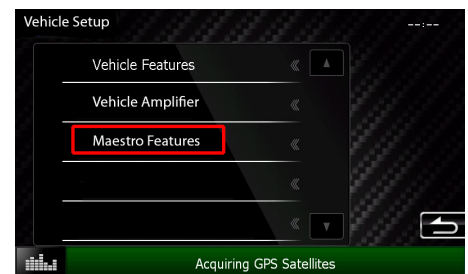 Vehicle Setup
--:--
Vehicle Features
Vehicle Amplifier
Maestro Features
Acquiring GPS Satellites